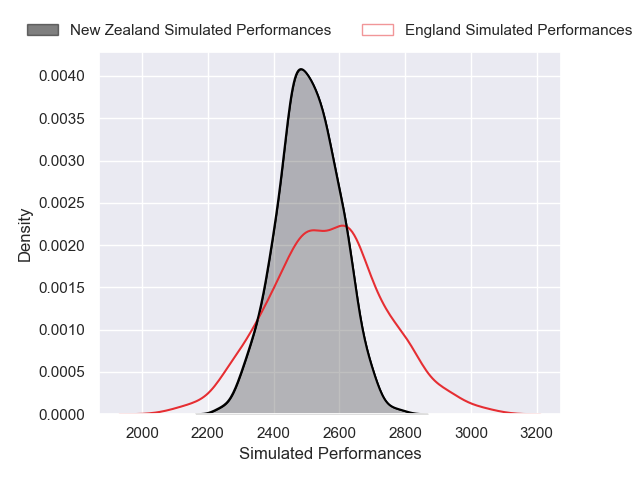 New Zealand Simulated Performances England Simulated Performances
0.0040
0.0035
0.0030
0.0025
0.0020
0.0015
0.0010
0.0005
0.0000
Density
2000 2200 2400 2600 2800 3000 3200
Simulated Performances